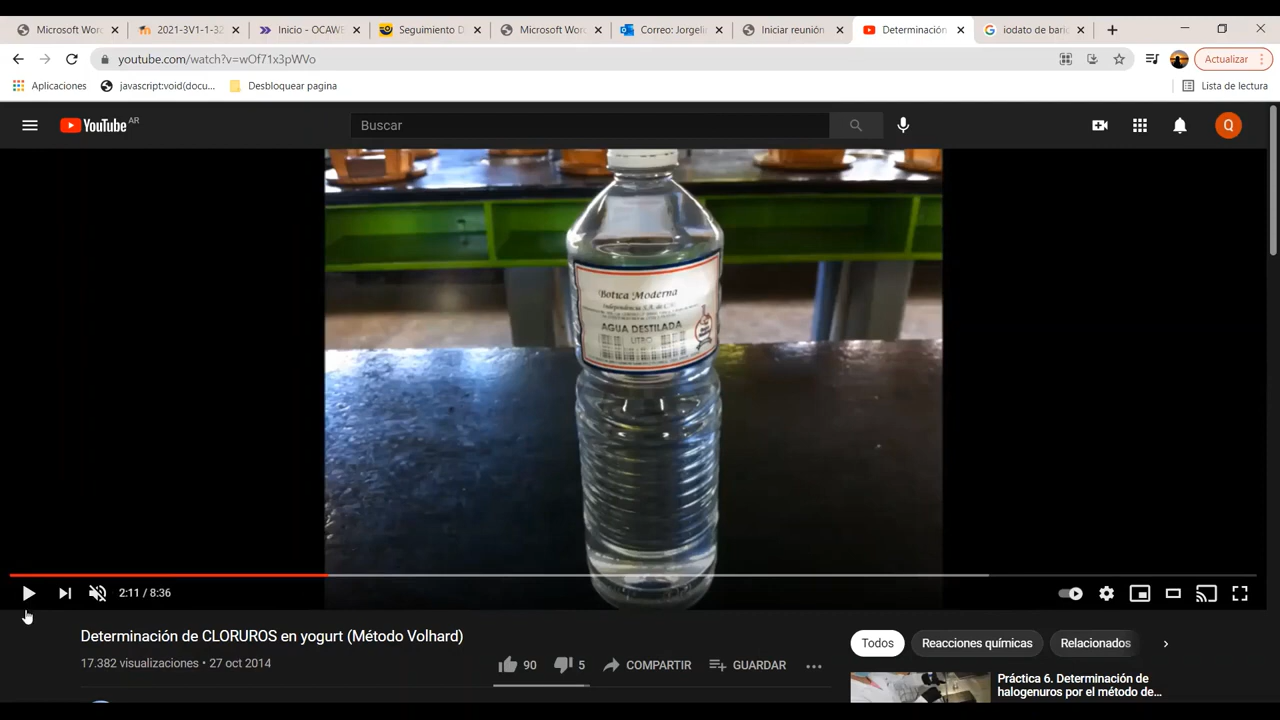 Microsoft Wor
2021-3V1-1-32
Inicio - OCAWE
Seguimiento D
Microsoft Wor
Correo: Jorgeli
Iniciar reunión
Determinación
iodato de bari
youtube.com/watch?v=wOf71x3pWVo
Actualizar
Aplicaciones
javascript:void(docu...
Desbloquear pagina
Lista de lectura
YouTube AR
Buscar
Q
Botica Moderna
AGUA DESTILADA
LITRO
2:11 / 8:36
Determinación de CLORUROS en yogurt (Método Volhard)
17.382 visualizaciones • 27 oct 2014
90
5
COMPARTIR
GUARDAR
Todos
Reacciones químicas
Relacionados
Práctica 6. Determinación de
halogenuros por el método de...